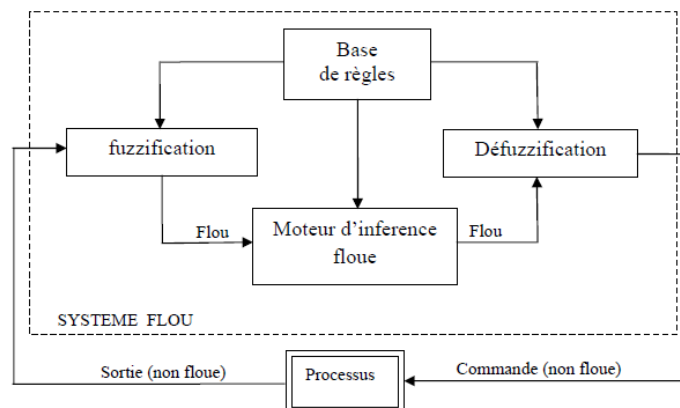 Base
de règles
fuzzification
Défuzzification
Flou
Moteur d'inference
floue
Flou
SYSTEME FLOU
Sortie (non floue)
Processus
Commande (non floue)